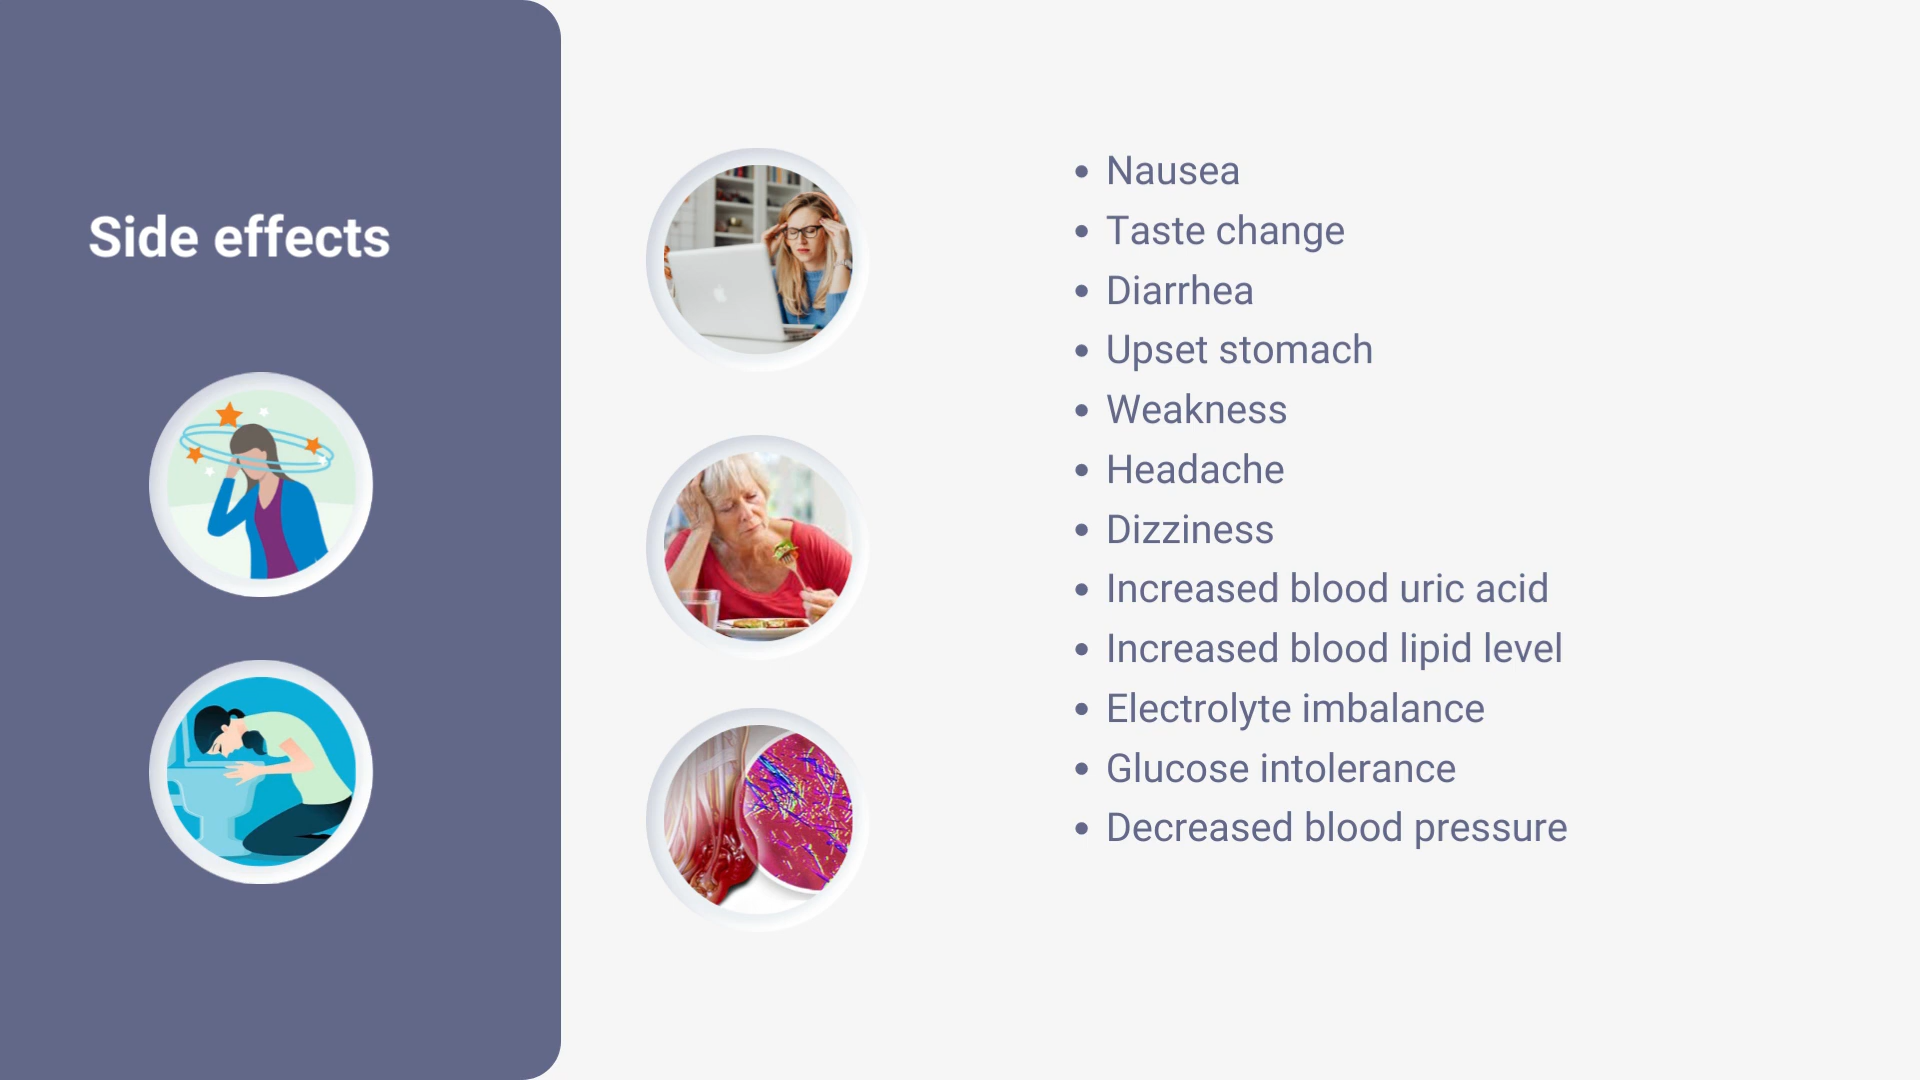 Side effects
• Nausea
• Taste change
• Diarrhea
• Upset stomach
• Weakness
• Headache
• Dizziness
• Increased blood uric acid
• Increased blood lipid level
• Electrolyte imbalance
• Glucose intolerance
• Decreased blood pressure